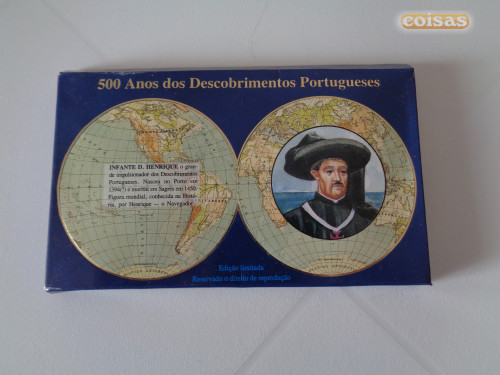 coisas
500 Anos dos Descobrimentos Portugueses
INFANTE D. HENRIQUE o gran-
de impulsionador dos Descobrimentos
Portugueses. Nasceu no Porto em
1394(?) e morreu em Sagres em 1450.
Figura mundial, conhecida na Histó-
ria, por Henrique — o Navegador.
Edição limitada
Reservado o direito de reprodução